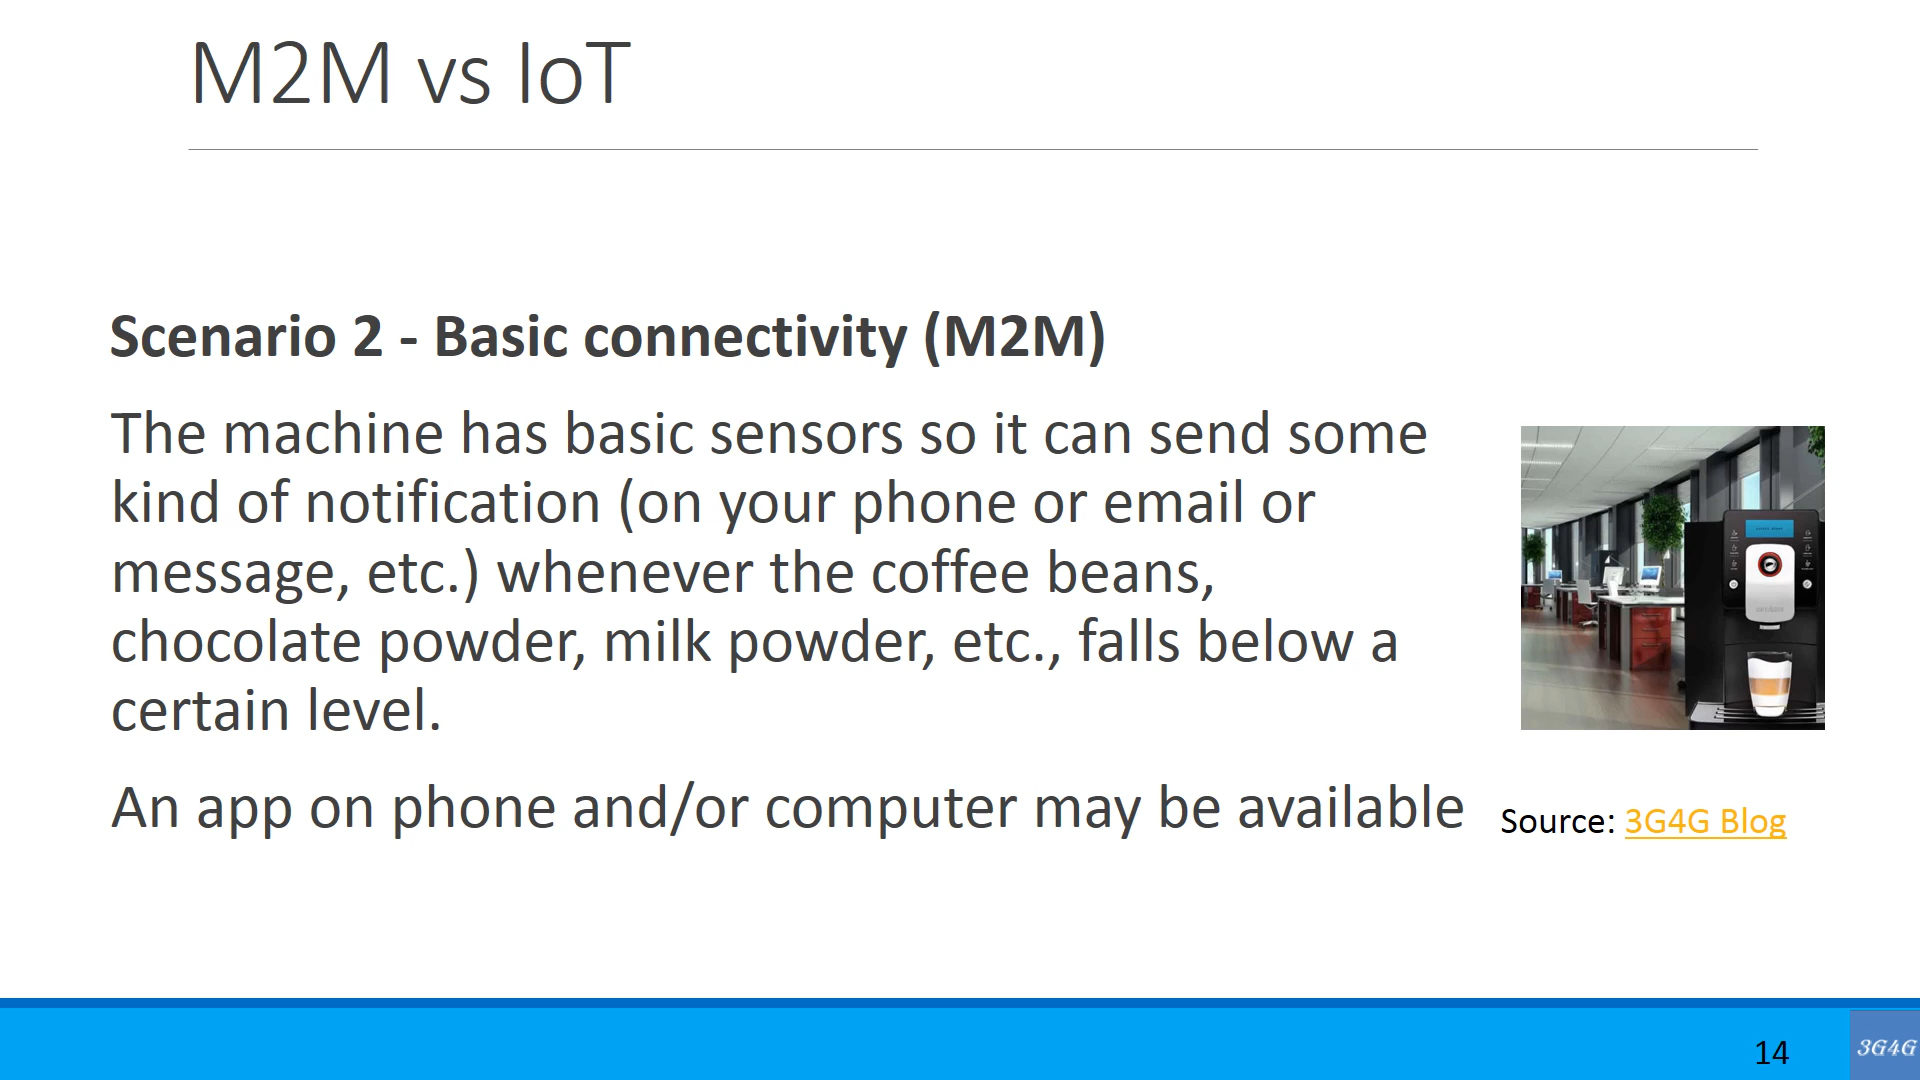 M2M vs IoT
Scenario 2 - Basic connectivity (M2M)
The machine has basic sensors so it can send some
kind of notification (on your phone or email or
message, etc.) whenever the coffee beans,
chocolate powder, milk powder, etc., falls below a
certain level.
An app on phone and/or computer may be available
Source: 3G4G Blog
14
3G4G